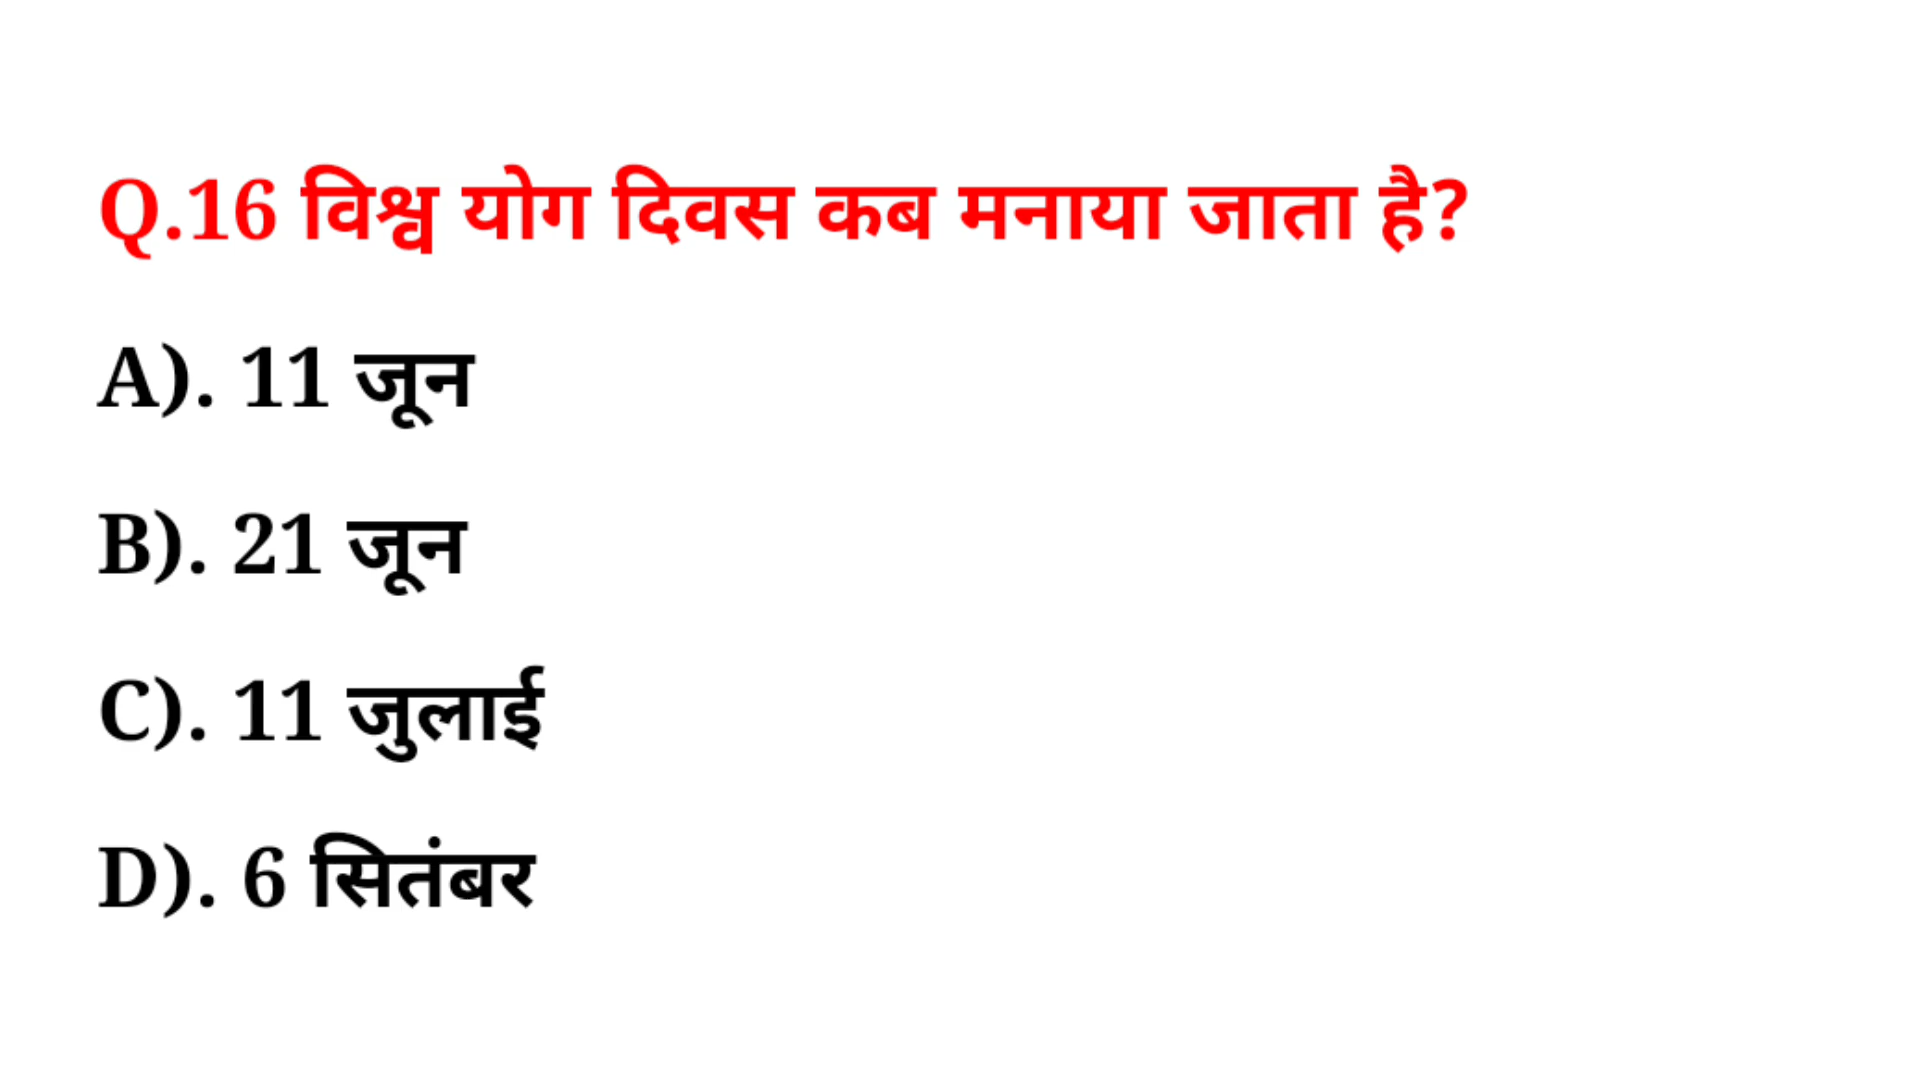 Q.16 विश्व योग दिवस कब मनाया जाता है?
A). 11 जून
B). 21 जून
C). 11 जुलाई
D). 6 सितंबर